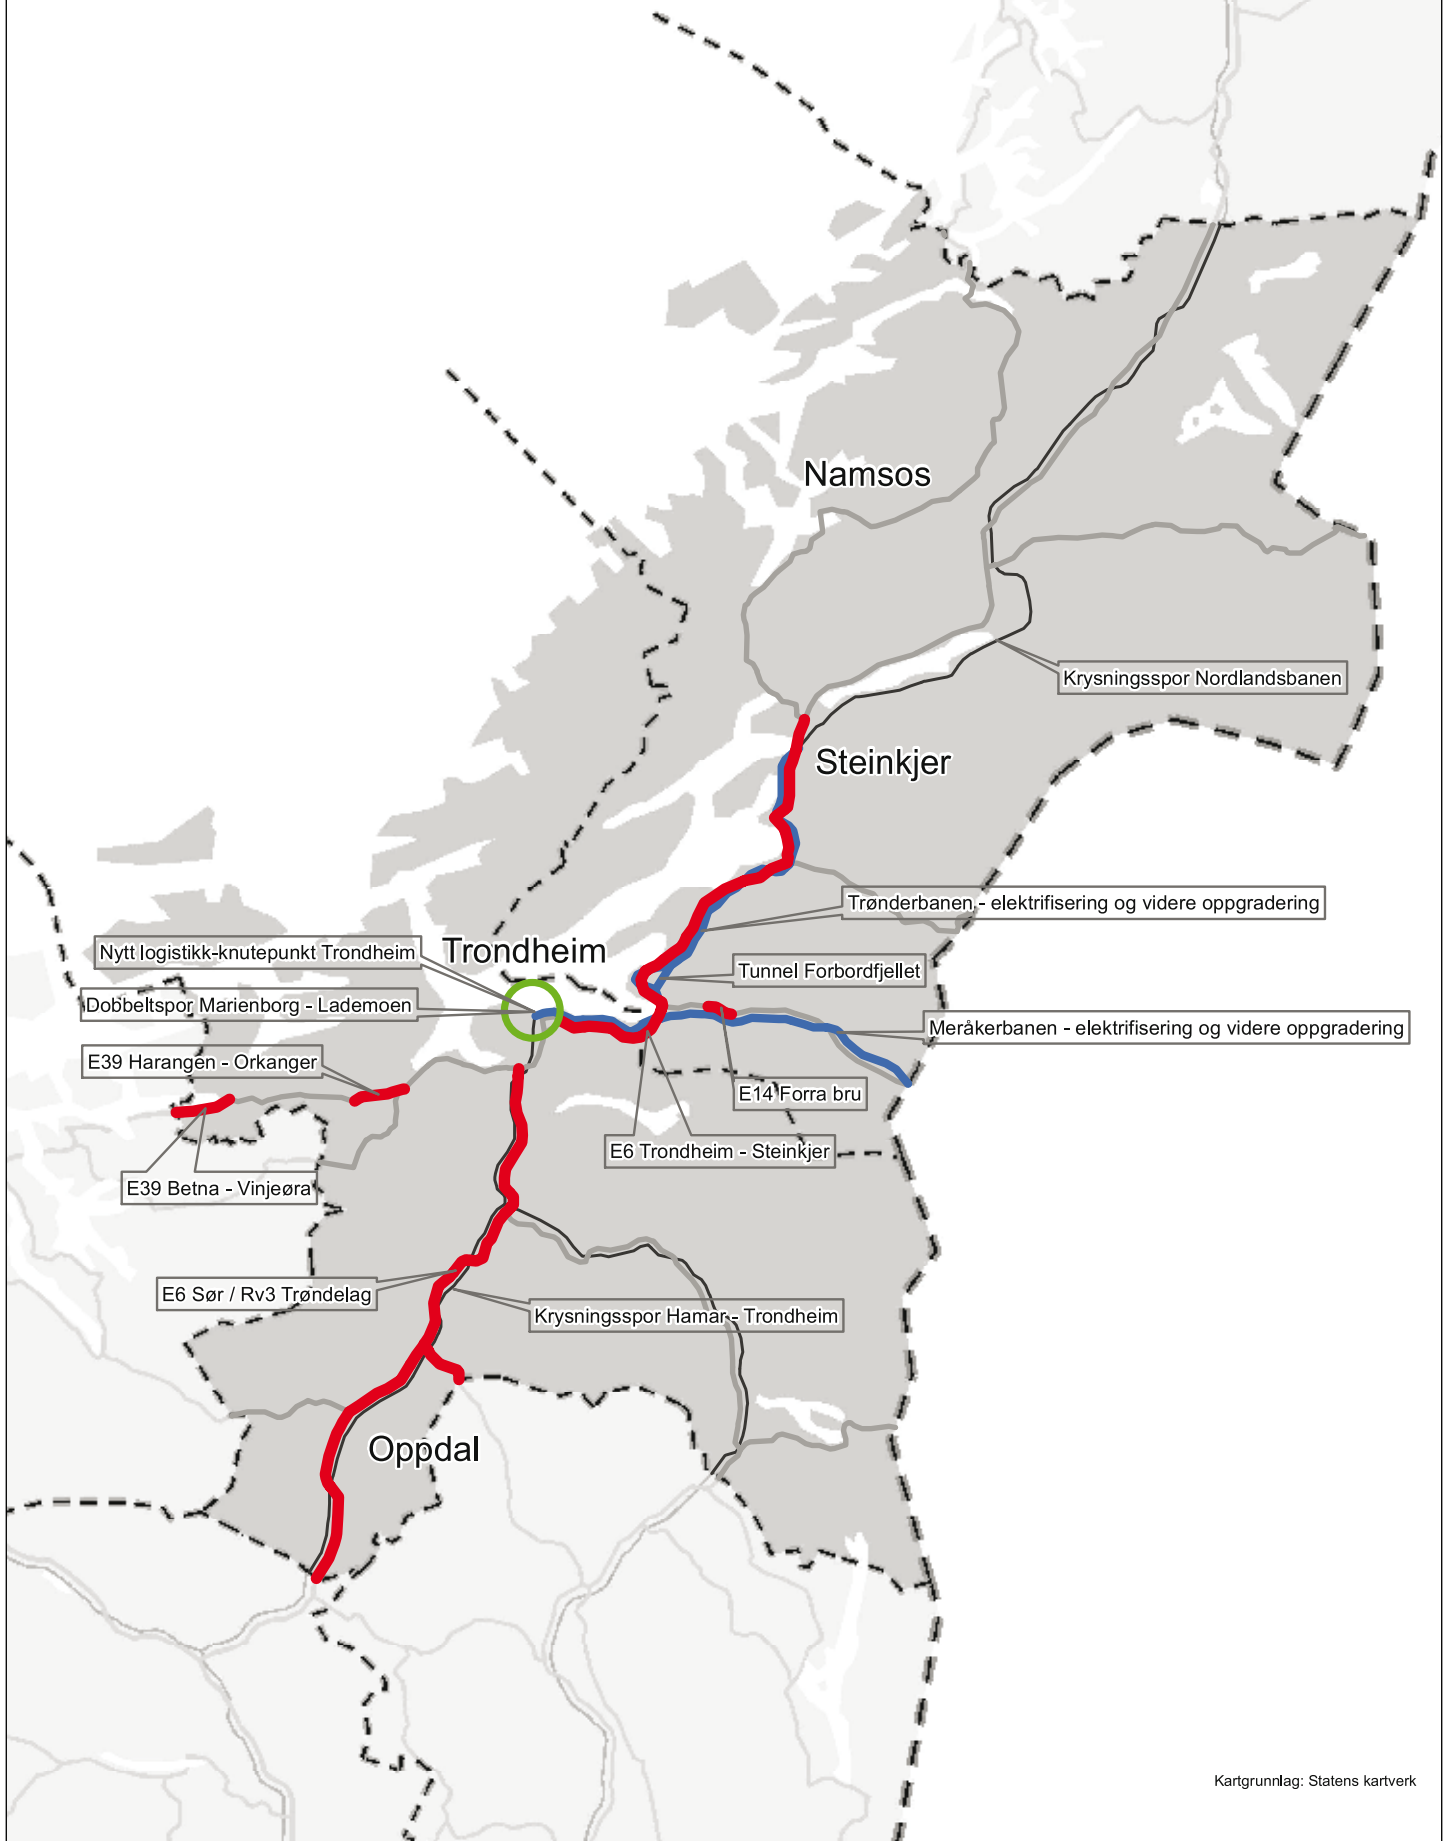 Namsos
Krysningsspor Nordlandsbanen
Steinkjer
Trønderbanen - elektrifisering og videre oppgradering
Trondheim
Nytt logistikk-knutepunkt Trondheim
Tunnel Forbordfjellet
Dobbeltspor Marienborg - Lademoen
Meråkerbanen - elektrifisering og videre oppgradering
E39 Harangen - Orkanger
E14 Forra bru
E6 Trondheim - Steinkjer
E39 Betna - Vinjeøra
E6 Sør / Rv3 Trøndelag
Krysningsspor Hamar - Trondheim
Oppdal
Kartgrunnlag: Statens kartverk